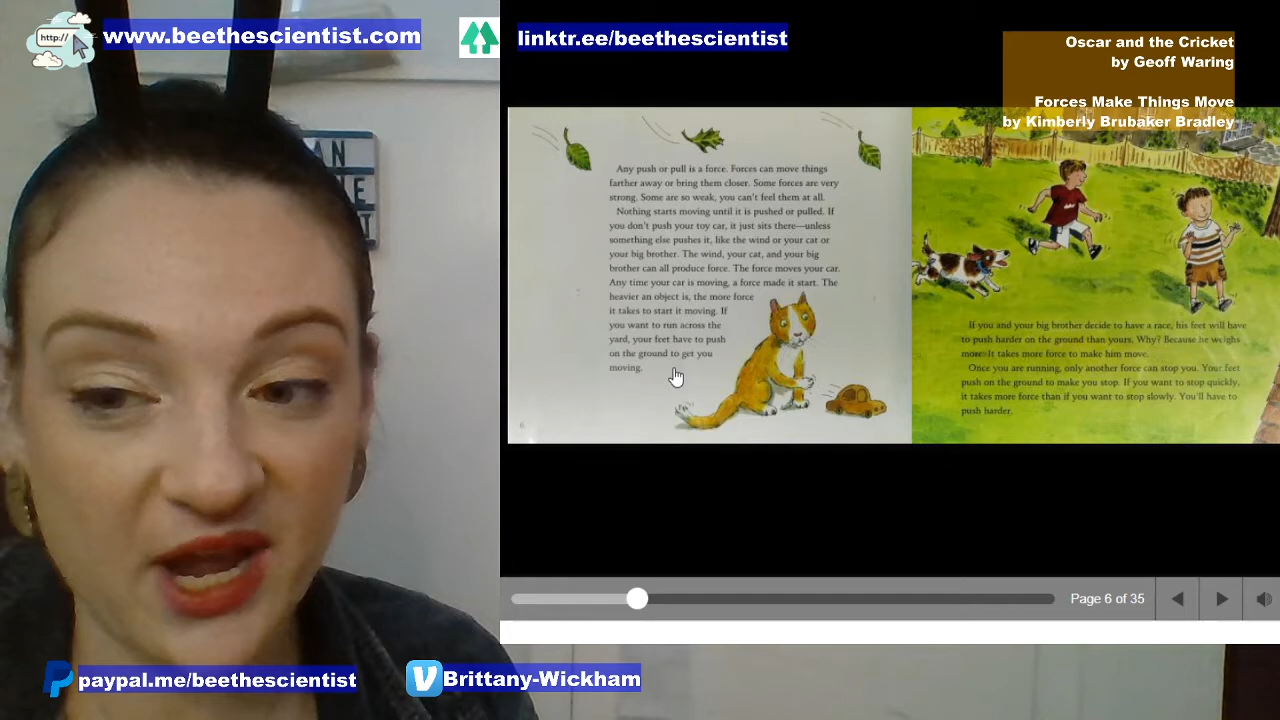 http://
www.beethescientist.com
linktr.ee/beethescientist
Oscar and the Cricket
by Geoff Waring
Forces Make Things Move
by Kimberly Brubaker Bradley
AN
Any push or pull is a force. Forces can move things
farther away or bring them closer. Some forces are very
strong. Some are so weak, you can't feel them at all.
Nothing starts moving until it is pushed or pulled. If
you don't push your toy car, it just sits there—unless
something else pushes it, like the wind or your cat or
your big brother. The wind, your cat, and your big
brother can all produce force. The force moves your car.
Any time your car is moving, a force made it start. The
heavier an object is, the more force
it takes to start it moving. If
you want to run across the
yard, your feet have to push
on the ground to get you
moving.
6
If you and your big brother decide to have a race, his feet will have
to push harder on the ground than yours. Why? Because he weighs
more. It takes more force to make him move.
Once you are running, only another force can stop you. Your feet
push on the ground to make you stop. If you want to stop quickly,
it takes more force than if you want to stop slowly. You'll have to
push harder.
Page 6 of 35
paypal.me/beethescientist
Brittany-Wickham